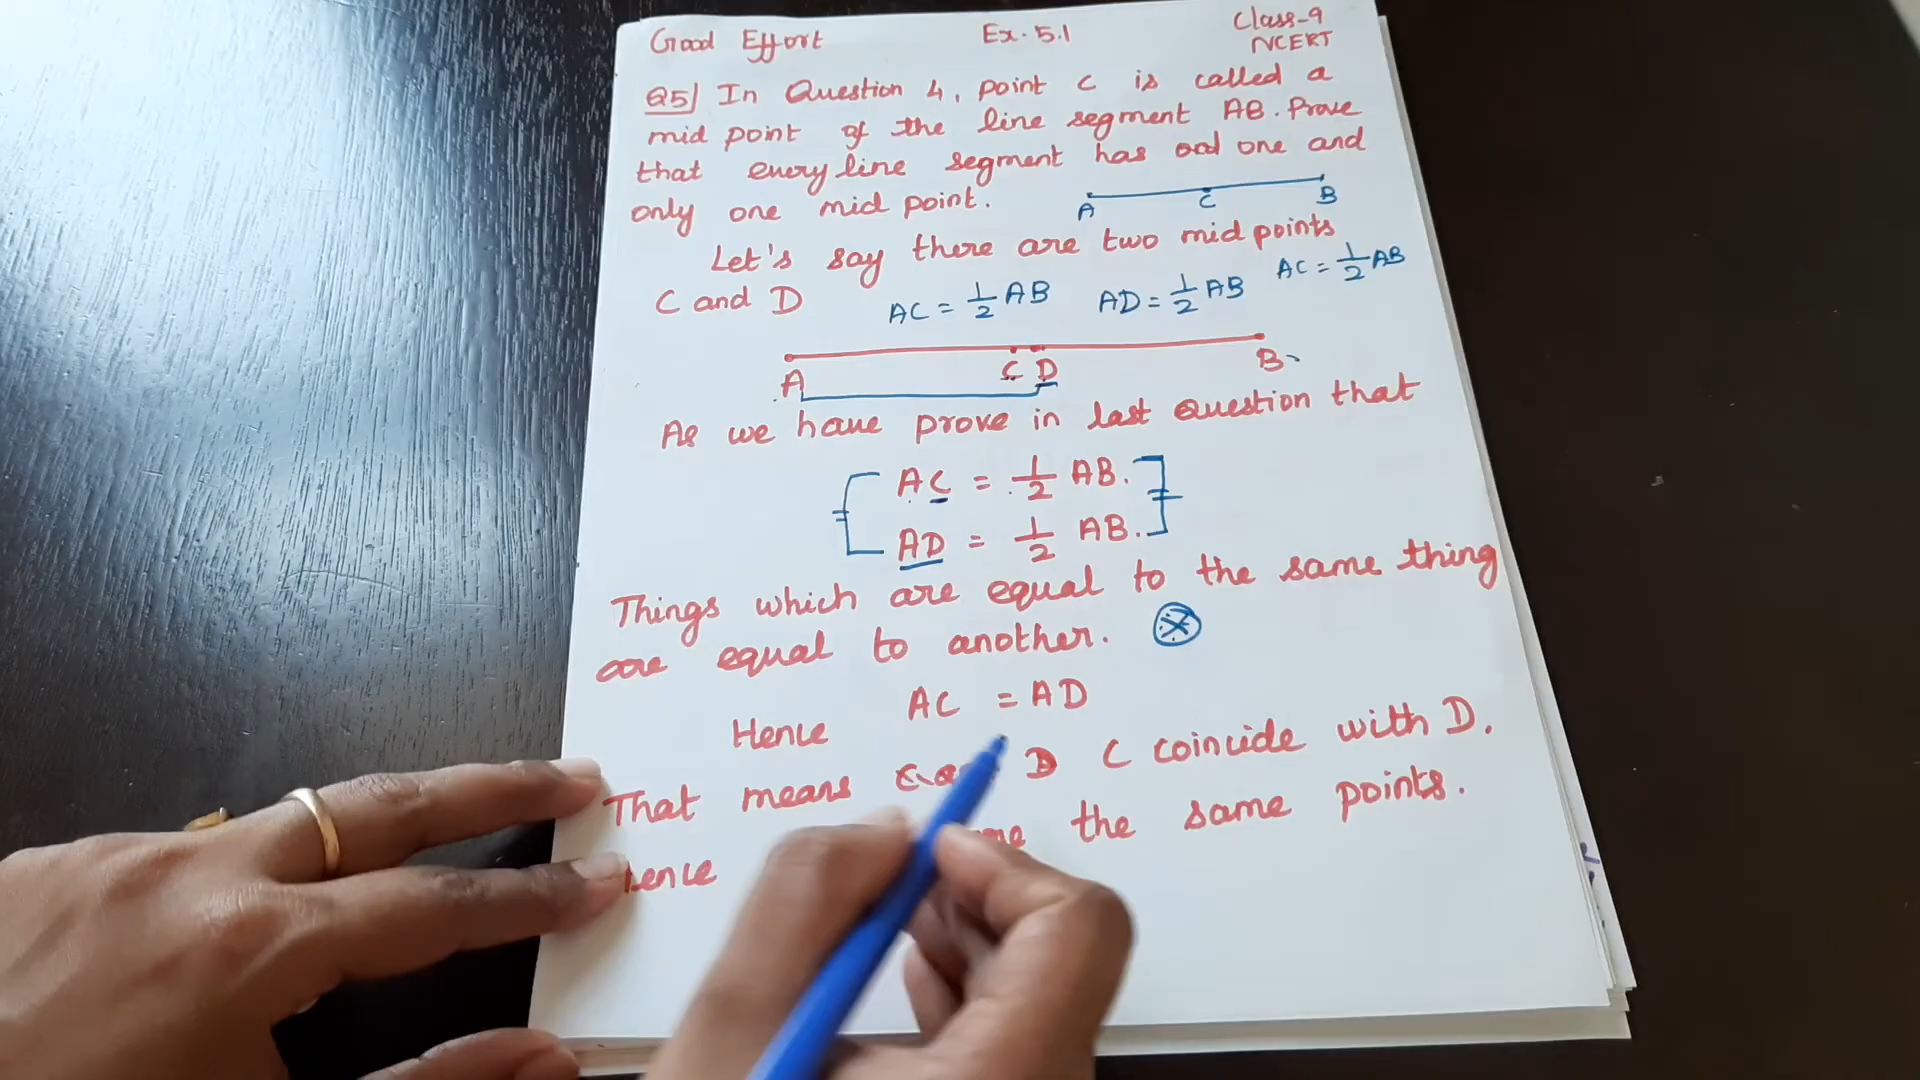 Good Effort Ex. 5.1 Class-9
NCERT
Q5) In Question 4, point C is called a
mid point of the line segment AB. Prove
that every line segment has one and
only one mid point.
A C B
Let's say there are two mid points
C and D AC = 1/2 AB AD = 1/2 AB AC = 1/2 AB
A C D B
As we have prove in last Question that
AC = 1/2 AB.
AD = 1/2 AB.
Things which are equal to the same thing
are equal to another.
Hence AC = AD
That means D C coincide with D.
the same points.